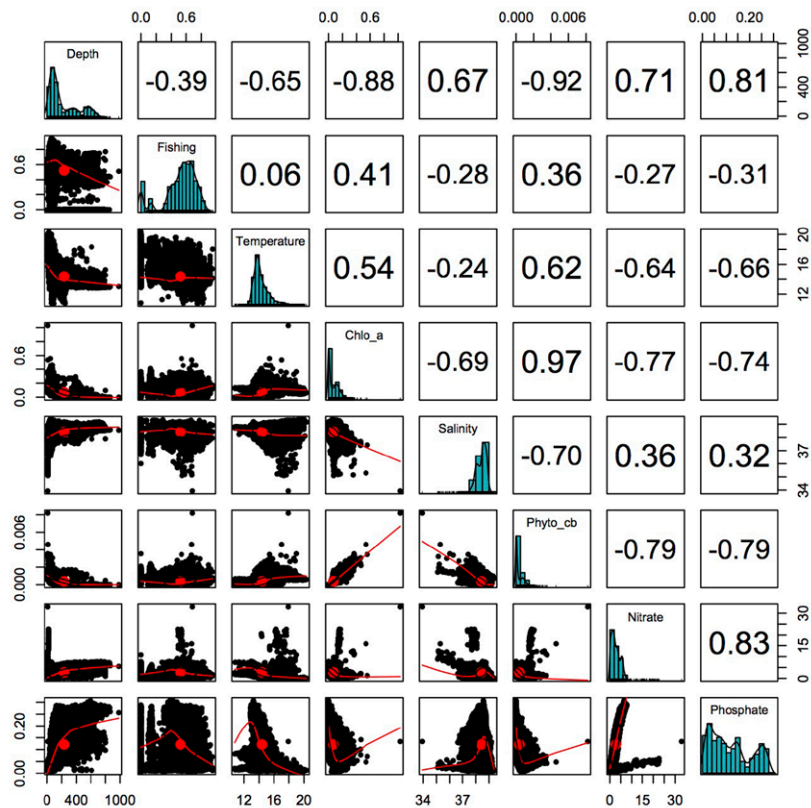 0.0 0.6
0.0 0.6
0.000 0.006
0.00 0.20
Depth
-0.39
-0.65
-0.88
0.67
-0.92
0.71
0.81
0 400 1000
0.0 0.6
Fishing
0.06
0.41
-0.28
0.36
-0.27
-0.31
Temperature
0.54
-0.24
0.62
-0.64
-0.66
12 16 20
0.0 0.6
Chlo_a
-0.69
0.97
-0.77
-0.74
Salinity
-0.70
0.36
0.32
34 37
0.000 0.006
Phyto_cb
-0.79
-0.79
Nitrate
0.83
0 15 30
0.00 0.20
Phosphate
0 400 1000
12 16 20
34 37
0 10 30